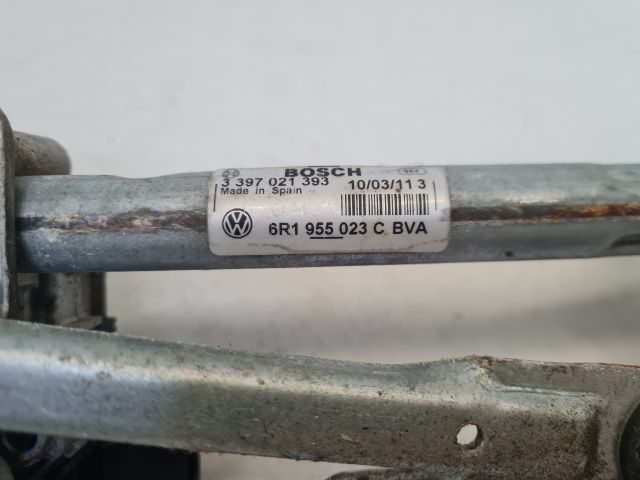 BOSCH
3 397 021 393 10/03/11 3
Made in Spain
6R1 955 023 C BVA